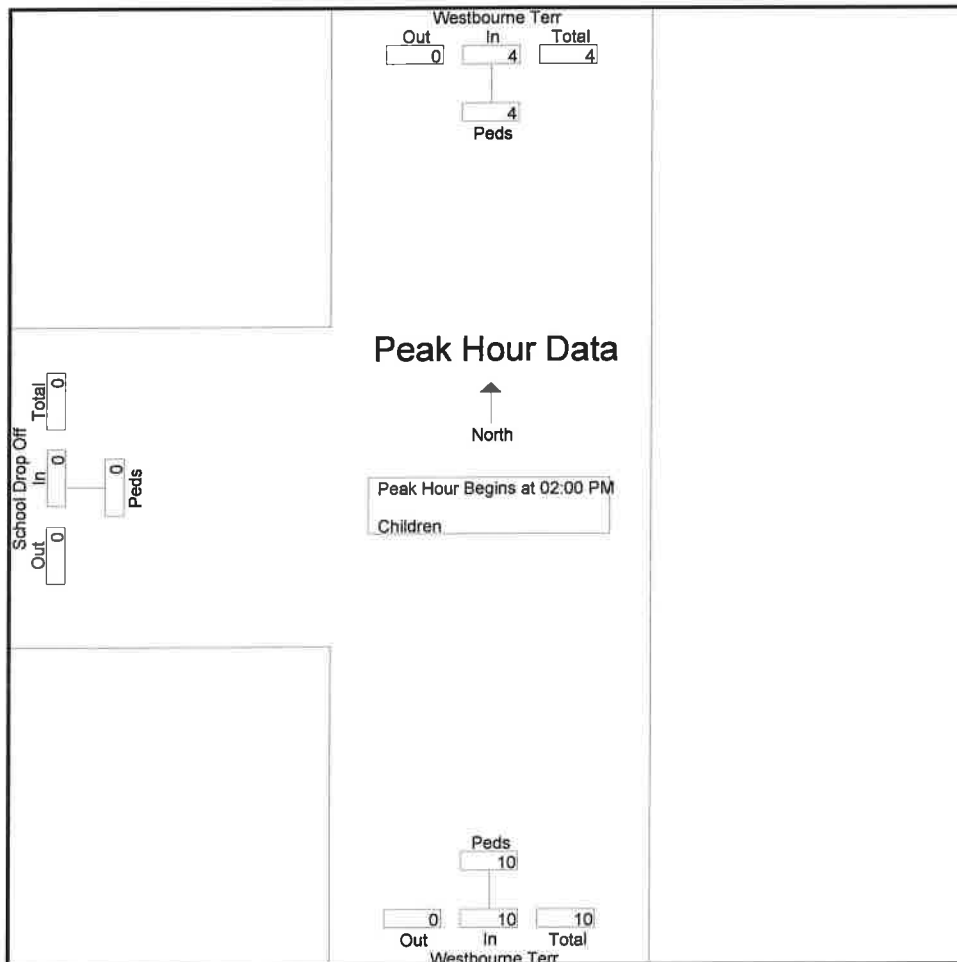 Westbourne Terr
Out In Total
0 4 4
4
Peds
Peak Hour Data
North
School Drop Off
Out In Total
0 0 0
0
Peds
Peak Hour Begins at 02:00 PM
Children
Peds
10
0 10 10
Out In Total
Westbourne Terr